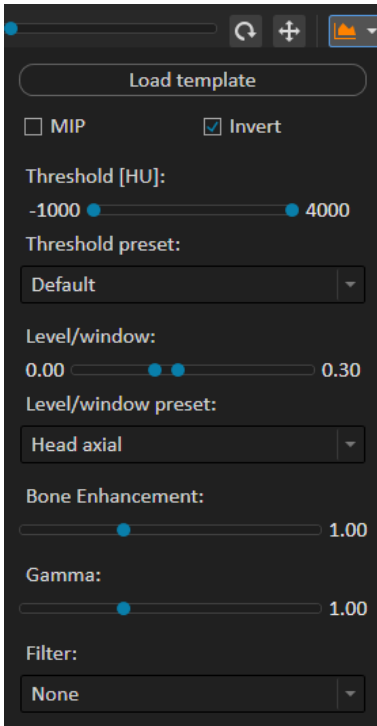 Load template
MIP Invert
Threshold [HU]:
-1000 4000
Threshold preset:
Default
Level/window:
0.00 0.30
Level/window preset:
Head axial
Bone Enhancement:
1.00
Gamma:
1.00
Filter:
None